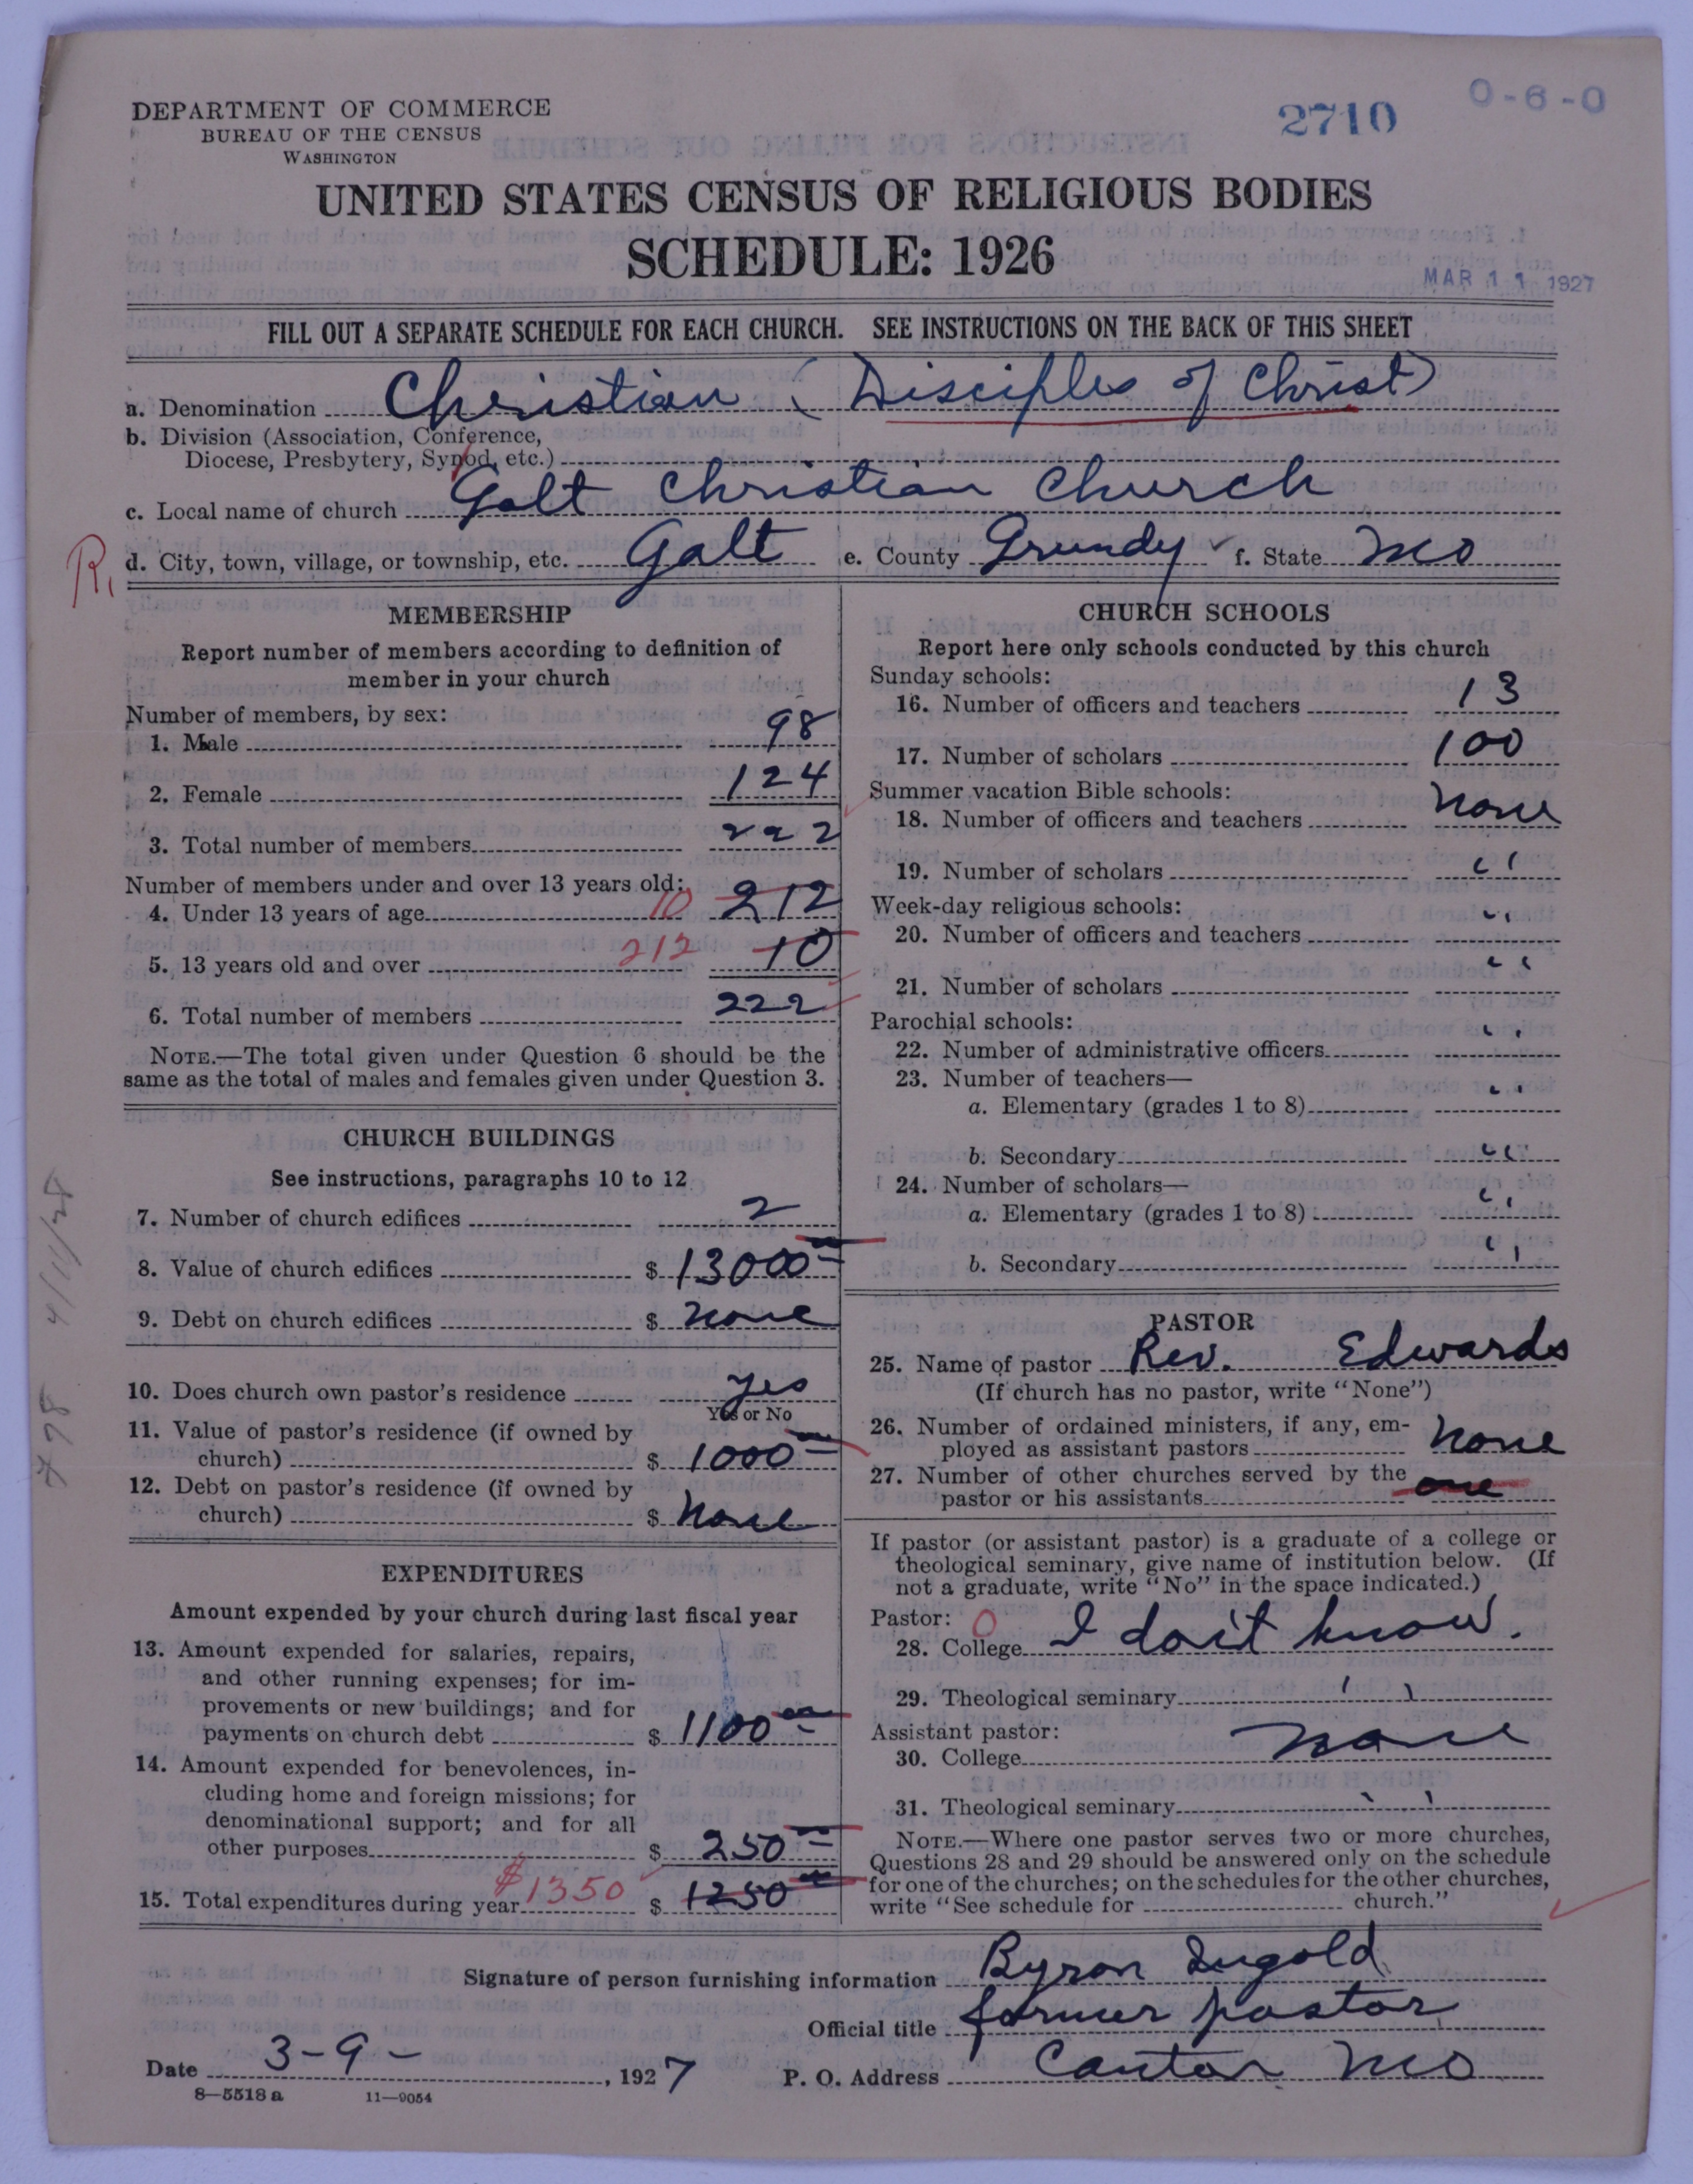 DEPARTMENT OF COMMERCE
BUREAU OF THE CENSUS
WASHINGTON
2710
0-6-0
UNITED STATES CENSUS OF RELIGIOUS BODIES
SCHEDULE: 1926
MAR 11 1927
FILL OUT A SEPARATE SCHEDULE FOR EACH CHURCH. SEE INSTRUCTIONS ON THE BACK OF THIS SHEET
a. Denomination Christian (Disciples of Christ)
b. Division (Association, Conference,
Diocese, Presbytery, Synod, etc.)
c. Local name of church Galt Christian Church
R, d. City, town, village, or township, etc. Galt e. County Grundy ✓ f. State Mo
MEMBERSHIP
Report number of members according to definition of
member in your church
Number of members, by sex:
1. Male 98
2. Female 124
3. Total number of members 222
Number of members under and over 13 years old:
4. Under 13 years of age 10 212
5. 13 years old and over 212 10
6. Total number of members 222
NOTE.—The total given under Question 6 should be the
same as the total of males and females given under Question 3.
CHURCH BUILDINGS
See instructions, paragraphs 10 to 12
7. Number of church edifices 2
8. Value of church edifices $ 13000
9. Debt on church edifices $ none
10. Does church own pastor's residence yes
Yes or No
11. Value of pastor's residence (if owned by
church) $ 1000
12. Debt on pastor's residence (if owned by
church) $ None
EXPENDITURES
Amount expended by your church during last fiscal year
13. Amount expended for salaries, repairs,
and other running expenses; for im-
provements or new buildings; and for
payments on church debt $ 1100 00
14. Amount expended for benevolences, in-
cluding home and foreign missions; for
denominational support; and for all
other purposes $ 250
15. Total expenditures during year $1350 $ 1250
CHURCH SCHOOLS
Report here only schools conducted by this church
Sunday schools:
16. Number of officers and teachers 13
17. Number of scholars 100
Summer vacation Bible schools:
18. Number of officers and teachers None
19. Number of scholars "
Week-day religious schools:
20. Number of officers and teachers "
21. Number of scholars "
Parochial schools:
22. Number of administrative officers "
23. Number of teachers—
a. Elementary (grades 1 to 8) "
b. Secondary "
24. Number of scholars—
a. Elementary (grades 1 to 8) "
b. Secondary "
PASTOR
25. Name of pastor Rev. Edwards
(If church has no pastor, write "None")
26. Number of ordained ministers, if any, em-
ployed as assistant pastors None
27. Number of other churches served by the
pastor or his assistants one
If pastor (or assistant pastor) is a graduate of a college or
theological seminary, give name of institution below. (If
not a graduate, write "No" in the space indicated.)
Pastor: 0
28. College I don't know.
29. Theological seminary "
Assistant pastor:
30. College none
31. Theological seminary "
NOTE.—Where one pastor serves two or more churches,
Questions 28 and 29 should be answered only on the schedule
for one of the churches; on the schedules for the other churches,
write "See schedule for church."
Signature of person furnishing information Byron Ingold
Official title former pastor
Date 3-9- , 1927 P. O. Address Canton Mo
8—5518 a 11—9054